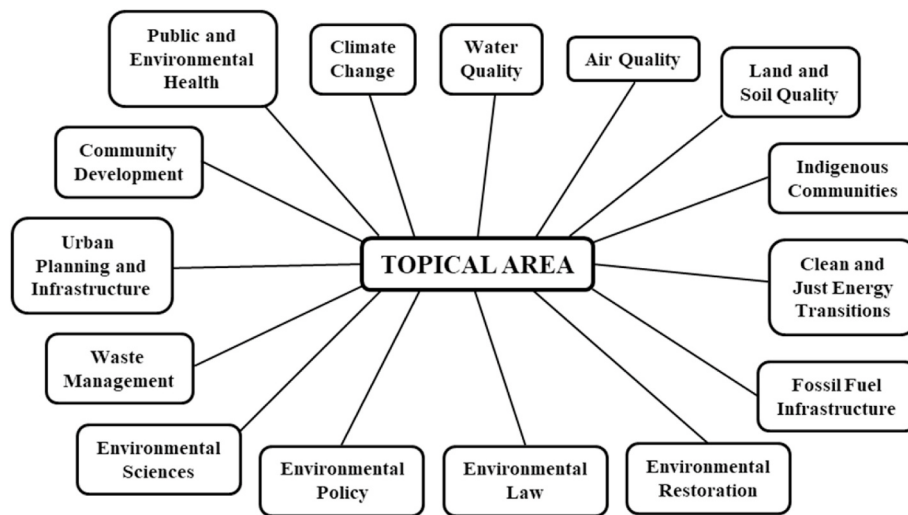 Public and
Environmental
Health
Climate
Change
Water
Quality
Air Quality
Land and
Soil Quality
Community
Development
Indigenous
Communities
Urban
Planning and
Infrastructure
TOPICAL AREA
Clean and
Just Energy
Transitions
Waste
Management
Fossil Fuel
Infrastructure
Environmental
Sciences
Environmental
Policy
Environmental
Law
Environmental
Restoration